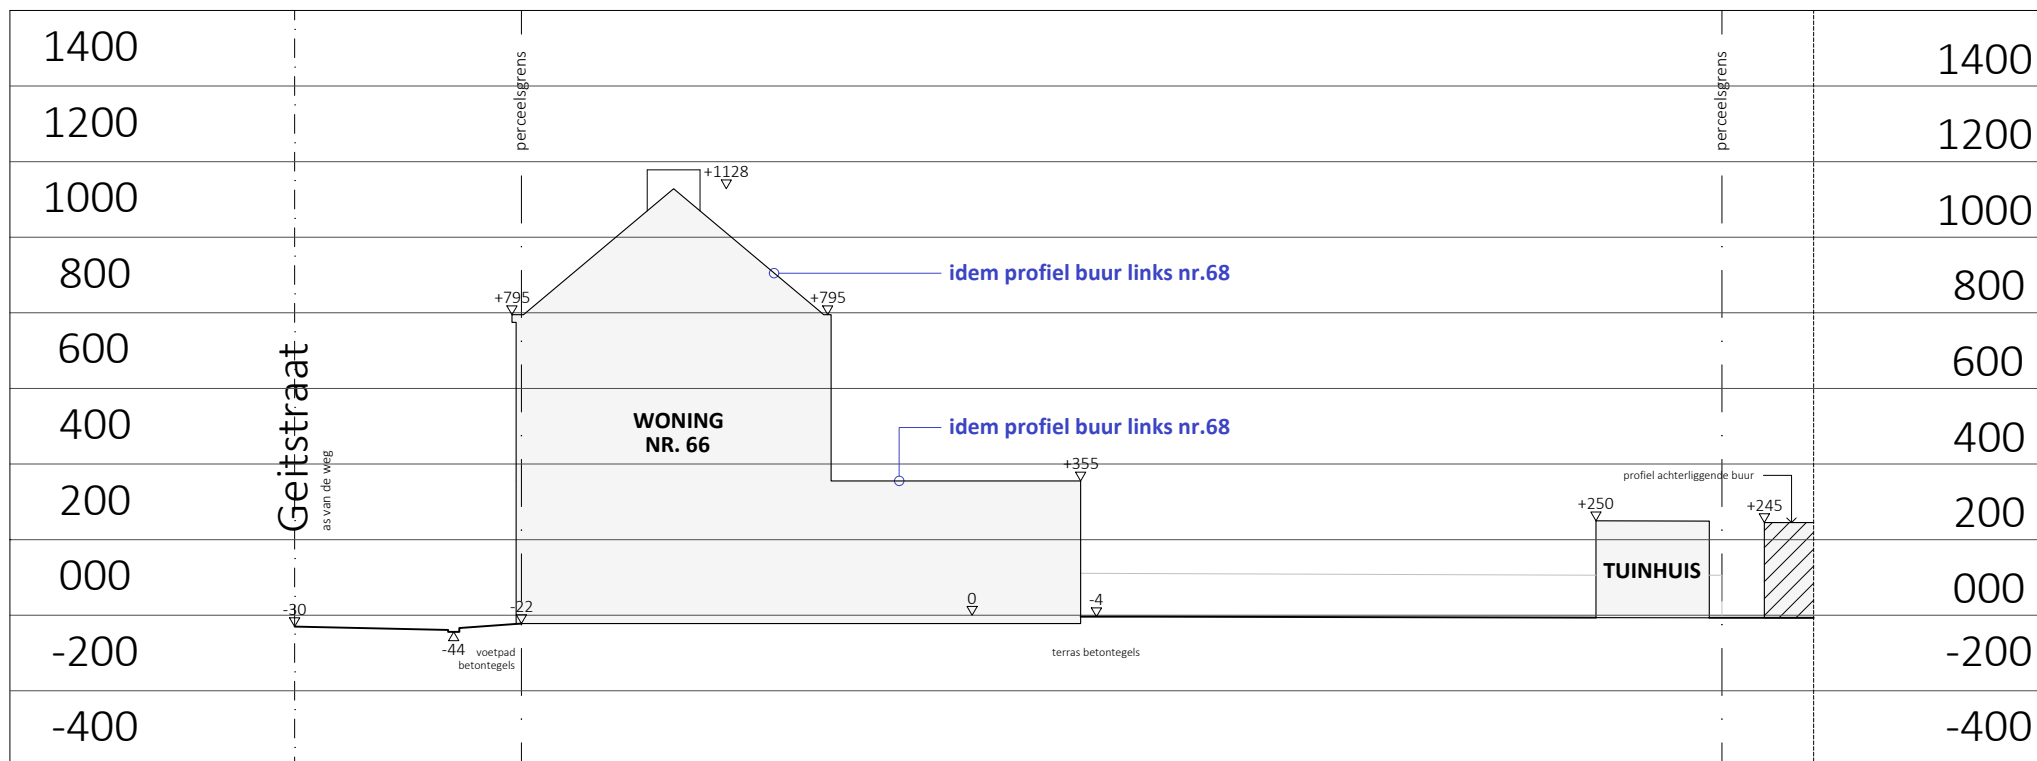 1400
1400
perceelsgrens
perceelsgrens
1200
1200
+1128
1000
1000
800
idem profiel buur links nr.68
800
+795
+795
600
600
Geitstraat
as van de weg
400
WONING
NR. 66
idem profiel buur links nr.68
400
+355
profiel achterliggende buur
200
+250
+245
200
000
TUINHUIS
000
-30
-22
0
-4
-44
voetpad
betontegels
terras betontegels
-200
-200
-400
-400